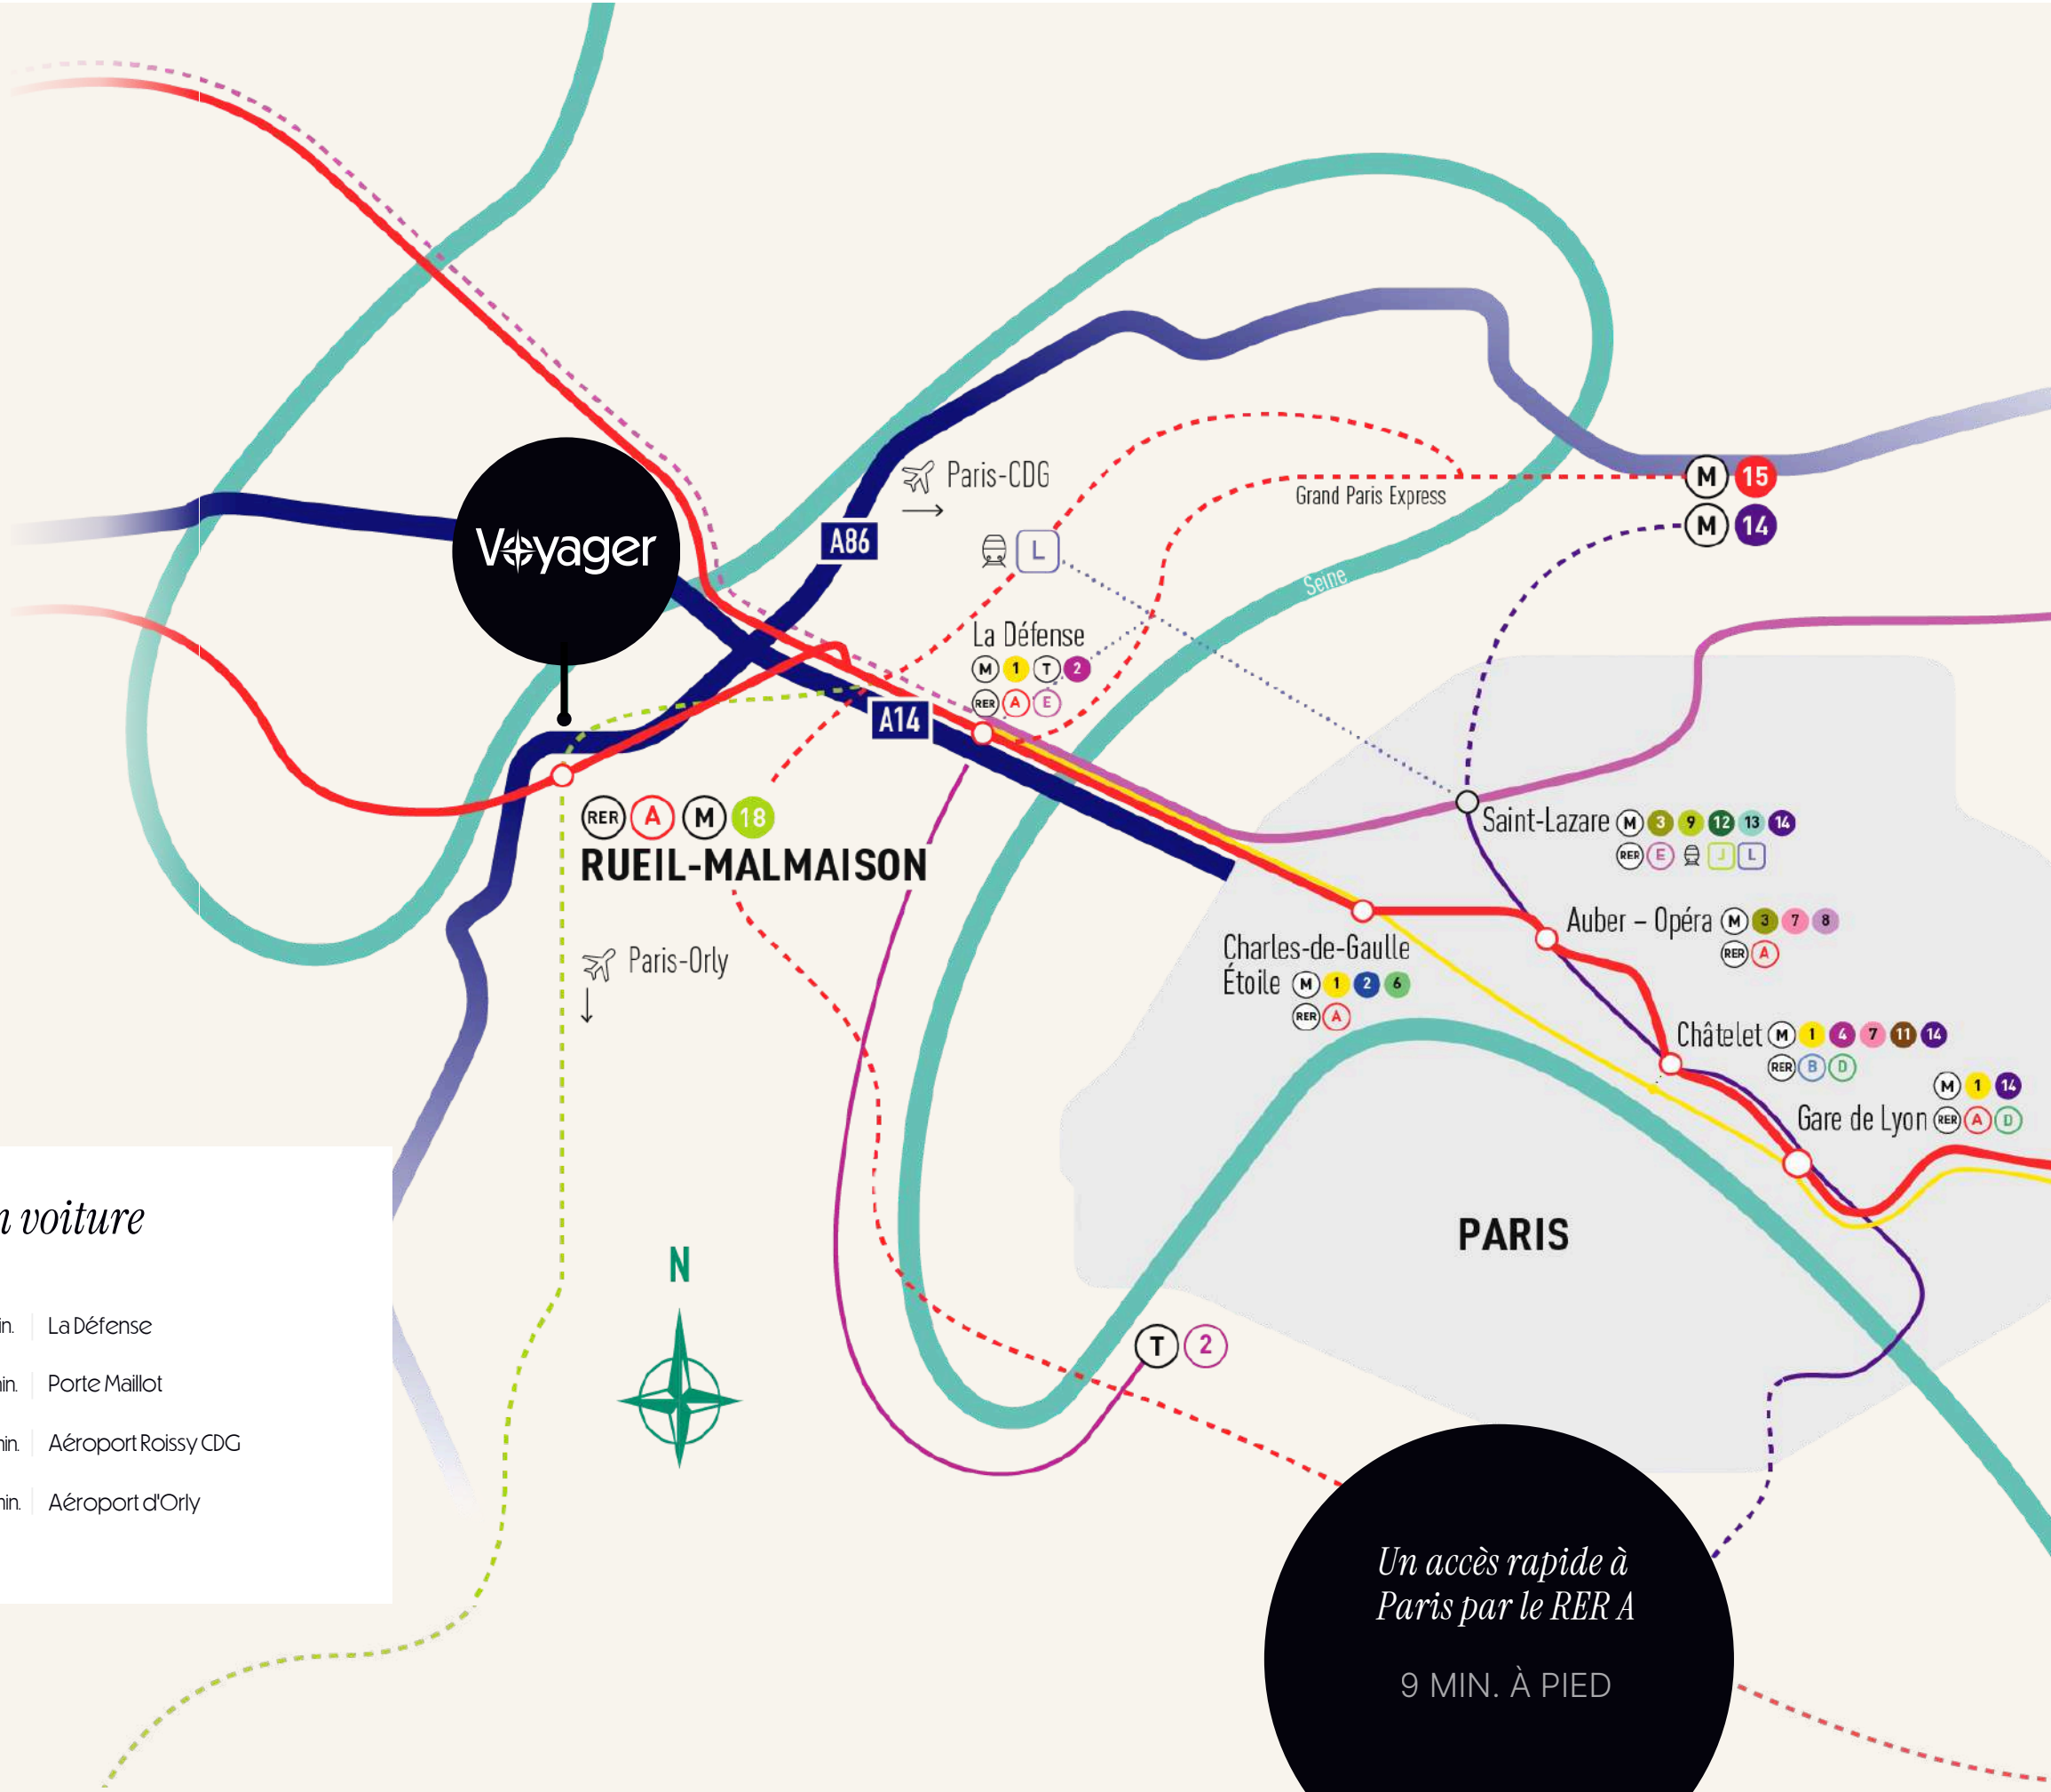 Paris-CDG
M 15
Grand Paris Express
M 14
Voyager
A86
L
Seine
La Défense
M 1 T 2
RER A E
A14
RER A M 18
RUEIL-MALMAISON
Saint-Lazare M 3 9 12 13 14
RER E J L
Auber – Opéra M 3 7 8
RER A
Charles-de-Gaulle
Étoile M 1 2 6
RER A
Paris-Orly
Châtelet M 1 4 7 11 14
RER B D
M 1 14
Gare de Lyon RER A D
voiture
PARIS
N
La Défense
Porte Maillot
Aéroport Roissy CDG
Aéroport d'Orly
T 2
Un accès rapide à
Paris par le RER A
9 MIN. À PIED